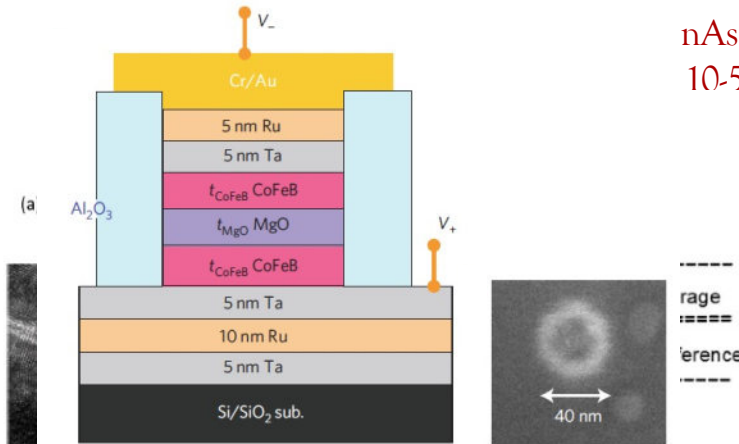 V₋
nAs
10-5
Cr/Au
5 nm Ru
5 nm Ta
t_CoFeB CoFeB
(a)
Al₂O₃
t_MgO MgO
V₊
t_CoFeB CoFeB
5 nm Ta
rage
10 nm Ru
ference
5 nm Ta
Si/SiO₂ sub.
40 nm